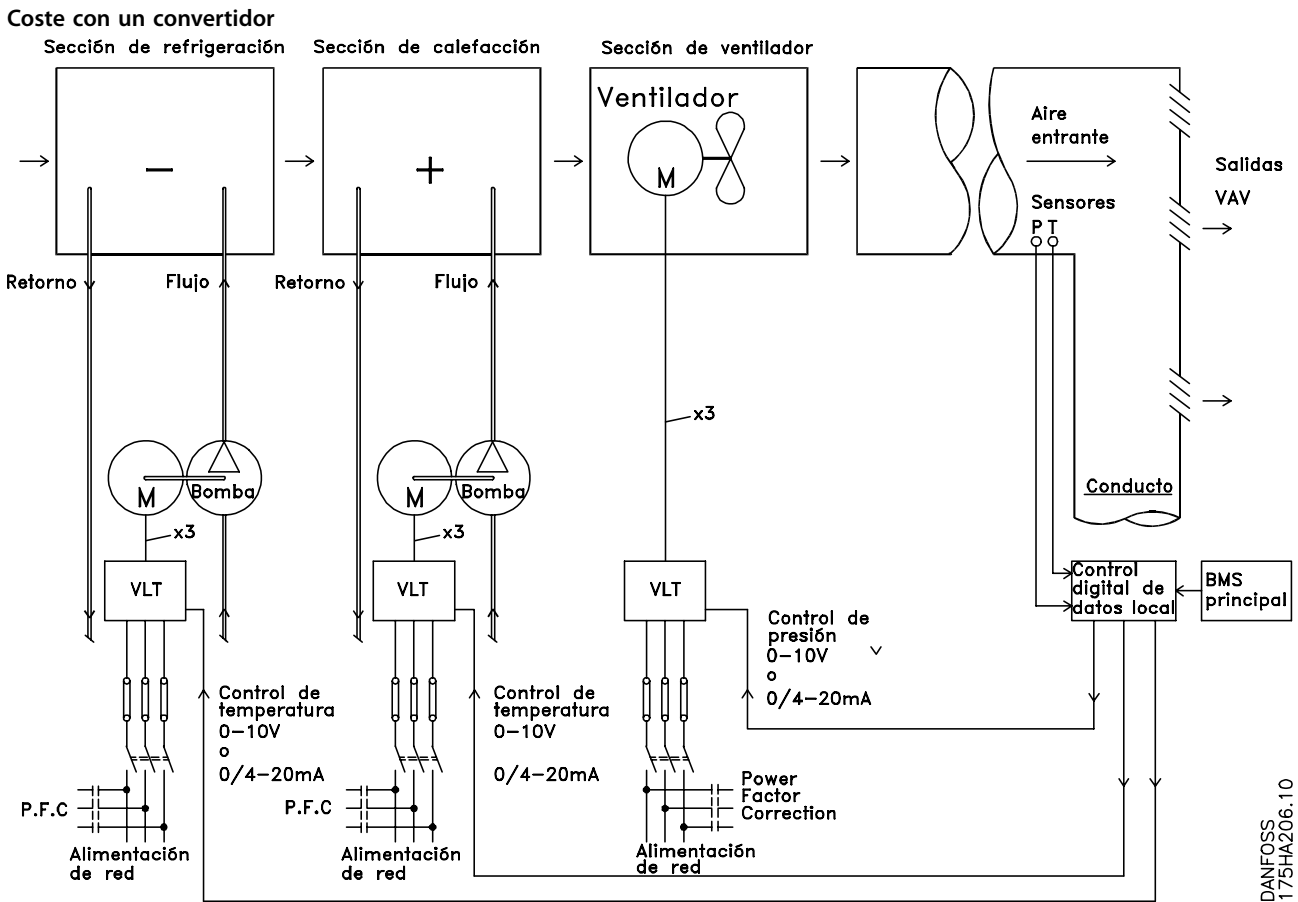 Coste con un convertidor
Sección de refrigeración
Sección de calefacción
Sección de ventilador
Ventilador
M
−
+
Aire
entrante
Sensores
P T
Salidas
VAV
Retorno
Flujo
Retorno
Flujo
x3
M
Bomba
x3
M
Bomba
x3
Conducto
VLT
VLT
VLT
Control
digital de
datos local
BMS
principal
Control de
presión
0−10V
o
0/4−20mA
Control de
temperatura
0−10V
o
0/4−20mA
Control de
temperatura
0−10V
0/4−20mA
P.F.C
P.F.C
Power
Factor
Correction
Alimentación
de red
Alimentación
de red
Alimentación
de red
DANFOSS
175HA206.10